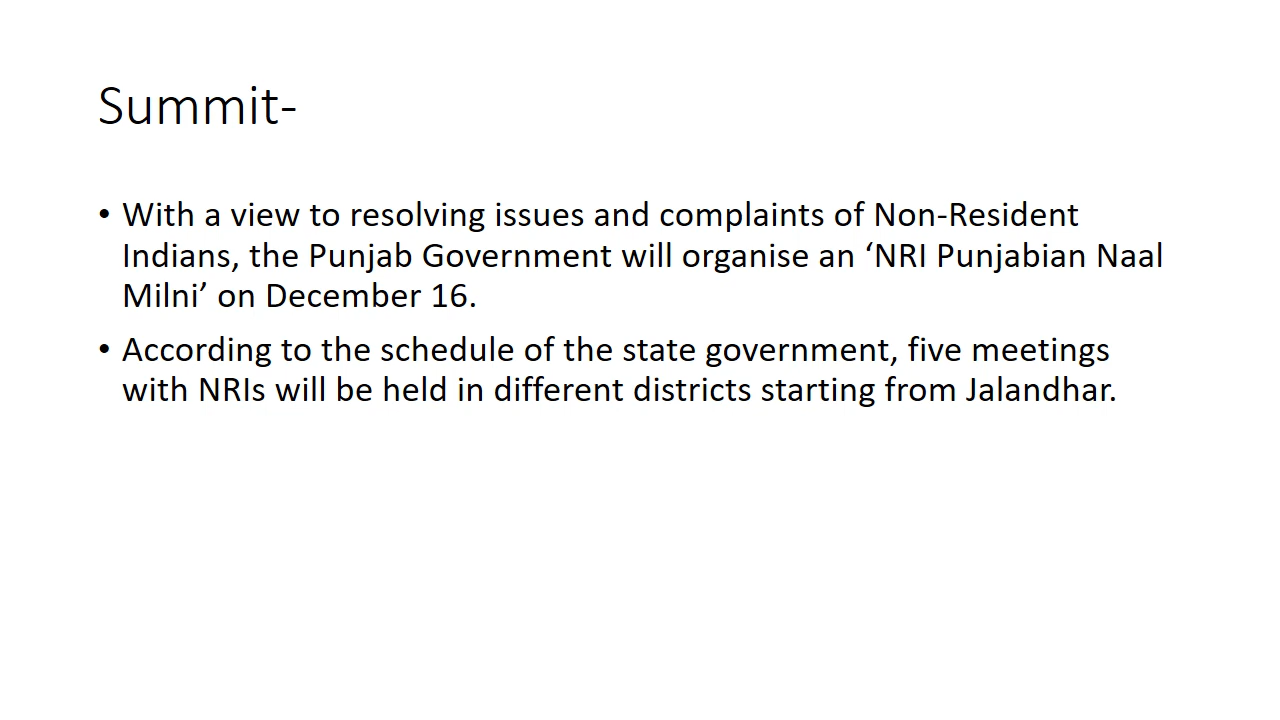 Summit-
• With a view to resolving issues and complaints of Non-Resident
Indians, the Punjab Government will organise an ‘NRI Punjabian Naal
Milni’ on December 16.
• According to the schedule of the state government, five meetings
with NRIs will be held in different districts starting from Jalandhar.